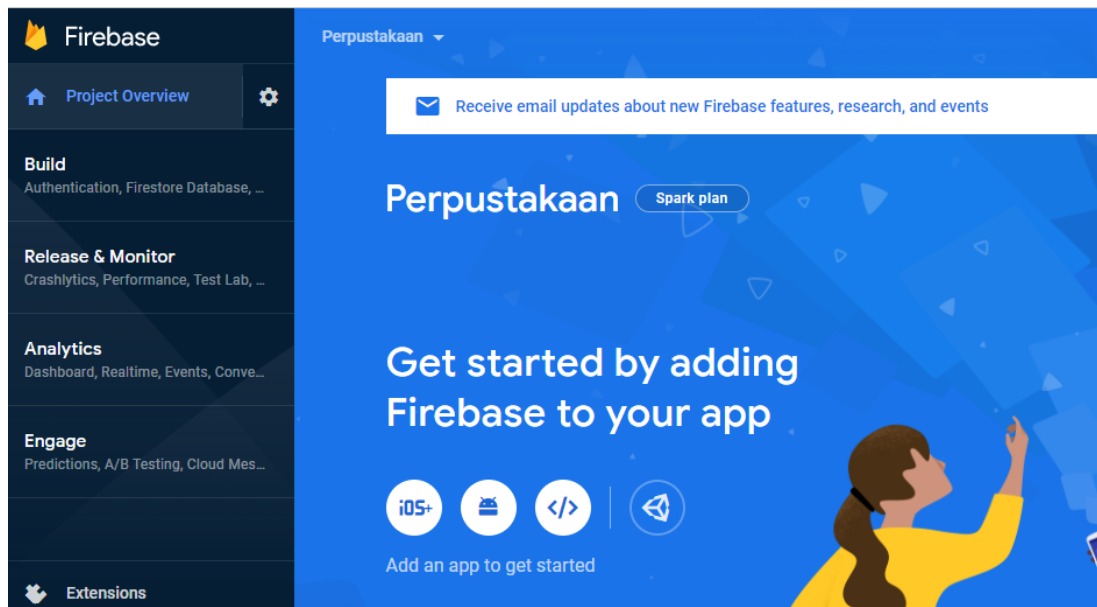 Firebase
Project Overview
Build
Authentication, Firestore Database, ...
Release & Monitor
Crashlytics, Performance, Test Lab, ...
Analytics
Dashboard, Realtime, Events, Conve...
Engage
Predictions, A/B Testing, Cloud Mes...
Extensions
Perpustakaan
Receive email updates about new Firebase features, research, and events
Perpustakaan Spark plan
Get started by adding
Firebase to your app
iOS+ </>
Add an app to get started